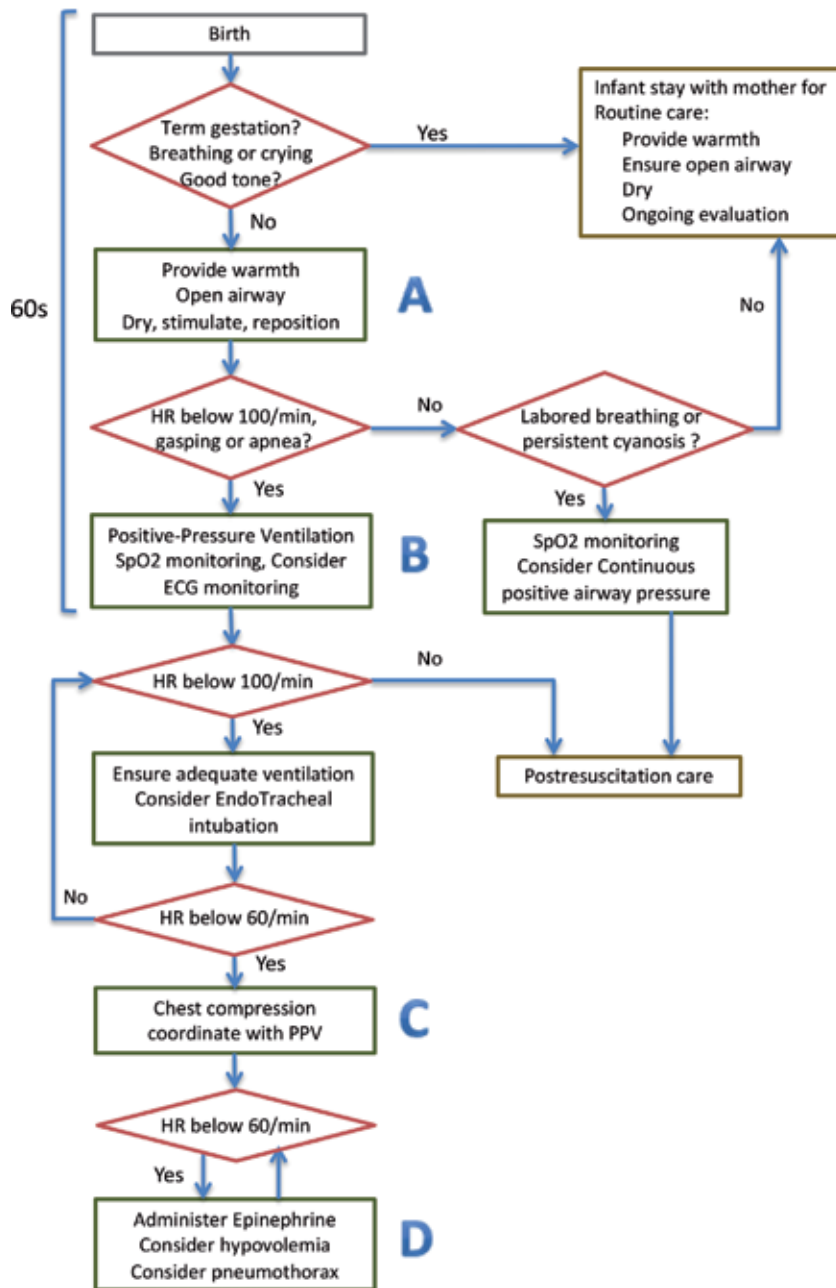 Birth
Term gestation?
Breathing or crying
Good tone?
Yes
Infant stay with mother for
Routine care:
Provide warmth
Ensure open airway
Dry
Ongoing evaluation
No
60s
Provide warmth
Open airway
Dry, stimulate, reposition
A
No
HR below 100/min,
gasping or apnea?
No
Labored breathing or
persistent cyanosis ?
Yes
Yes
Positive-Pressure Ventilation
SpO2 monitoring, Consider
ECG monitoring
B
SpO2 monitoring
Consider Continuous
positive airway pressure
HR below 100/min
No
Yes
Ensure adequate ventilation
Consider EndoTracheal
intubation
Postresuscitation care
No
HR below 60/min
Yes
Chest compression
coordinate with PPV
C
HR below 60/min
Yes
Administer Epinephrine
Consider hypovolemia
Consider pneumothorax
D